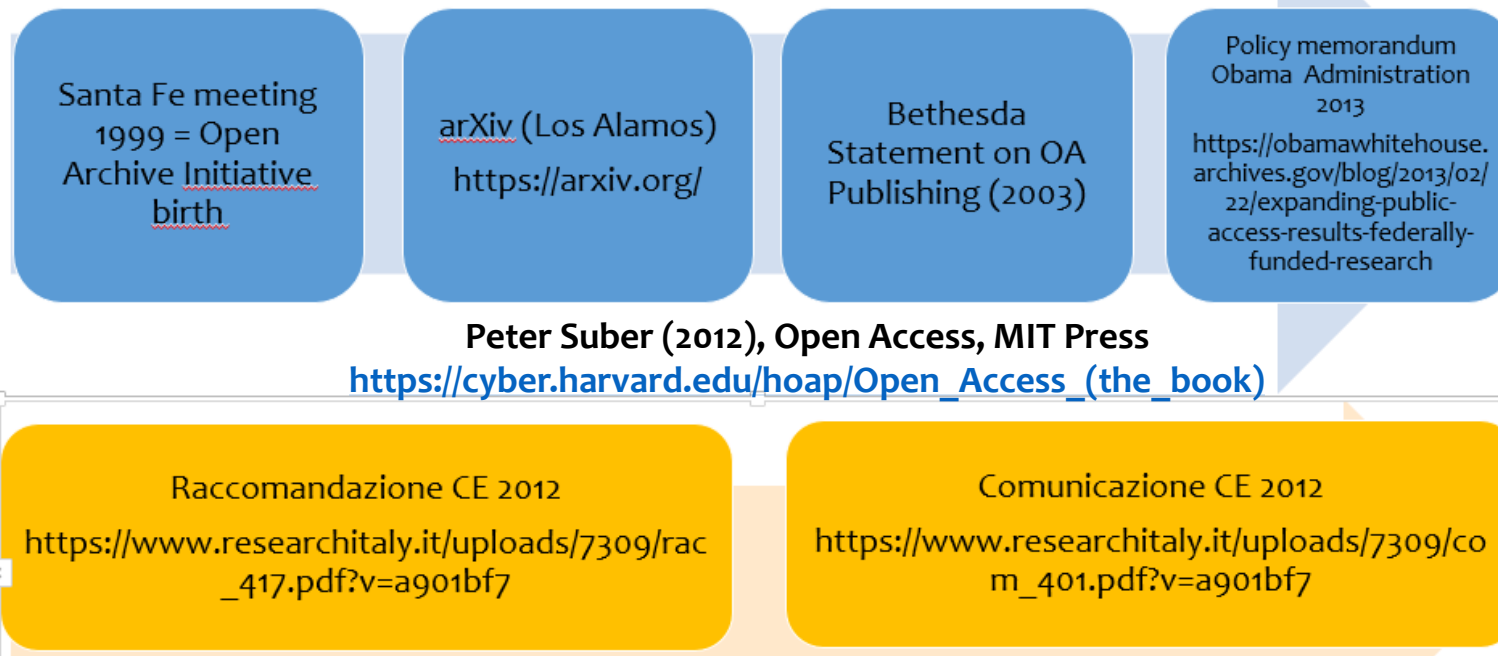 Santa Fe meeting
1999 = Open
Archive Initiative
birth
arXiv (Los Alamos)
https://arxiv.org/
Bethesda
Statement on OA
Publishing (2003)
Policy memorandum
Obama Administration
2013
https://obamawhitehouse.
archives.gov/blog/2013/02/
22/expanding-public-
access-results-federally-
funded-research
Peter Suber (2012), Open Access, MIT Press
https://cyber.harvard.edu/hoap/Open_Access_(the_book)
Raccomandazione CE 2012
https://www.researchitaly.it/uploads/7309/rac
_417.pdf?v=a901bf7
Comunicazione CE 2012
https://www.researchitaly.it/uploads/7309/co
m_401.pdf?v=a901bf7